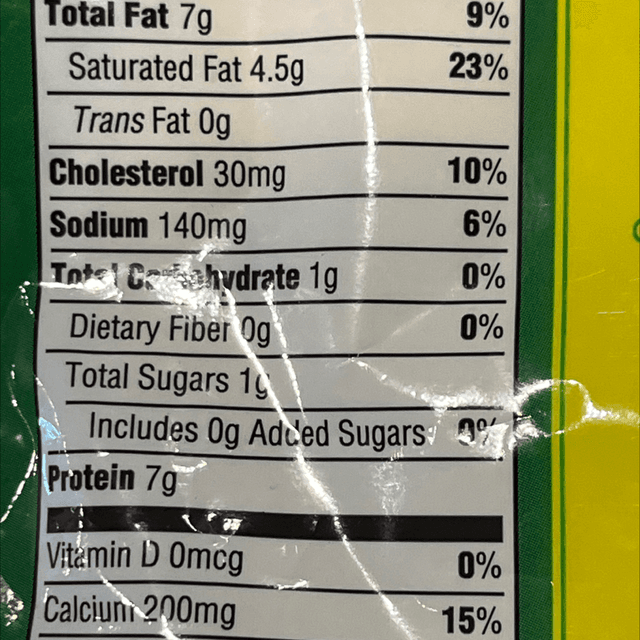 Total Fat 7g 9%
Saturated Fat 4.5g 23%
Trans Fat 0g
Cholesterol 30mg 10%
Sodium 140mg 6%
Total Carbohydrate 1g 0%
Dietary Fiber 0g 0%
Total Sugars 1g
Includes 0g Added Sugars 0%
Protein 7g
Vitamin D 0mcg 0%
Calcium 200mg 15%